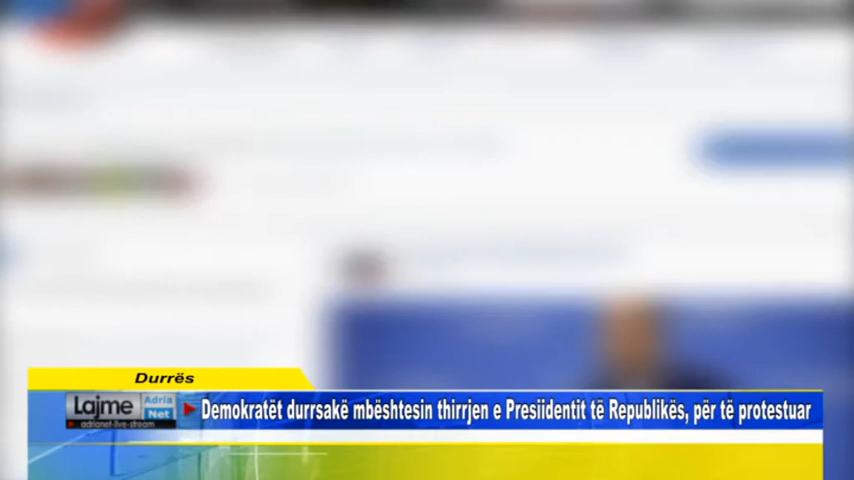 Durrës
Lajme
Adria
Net
adrianet-live-stream
Demokratët durrsakë mbështesin thirrjen e Presiidentit të Republikës, për të protestuar